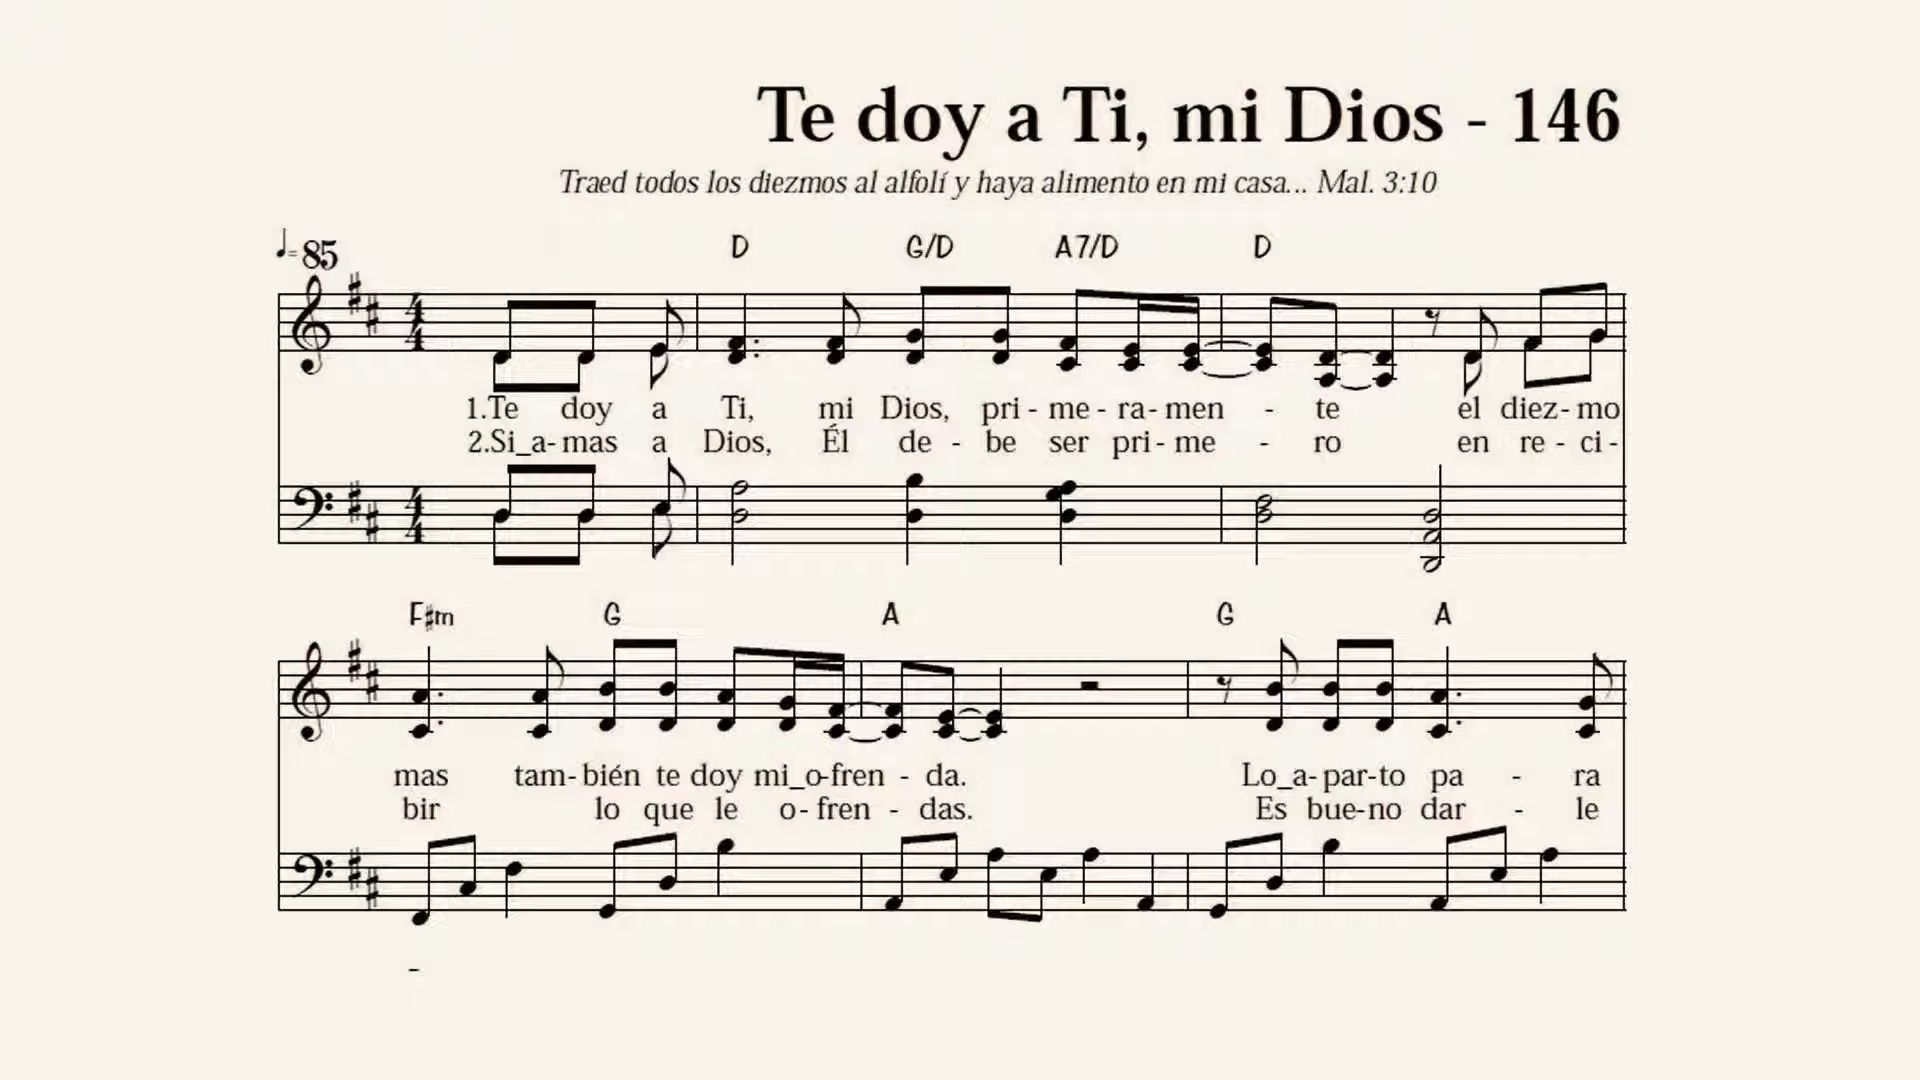 Te doy a Ti, mi Dios - 146
Traed todos los diezmos al alfolí y haya alimento en mi casa... Mal. 3:10
♩=85
D G/D A7/D D
1.Te doy a Ti, mi Dios, pri - me - ra - men - te el diez - mo
2.Si_a - mas a Dios, Él de - be ser pri - me - ro en re - ci -
F♯m G A G A
mas tam - bién te doy mi_o - fren - da. Lo_a - par - to pa - ra
bir lo que le o - fren - das. Es bue - no dar - le
-